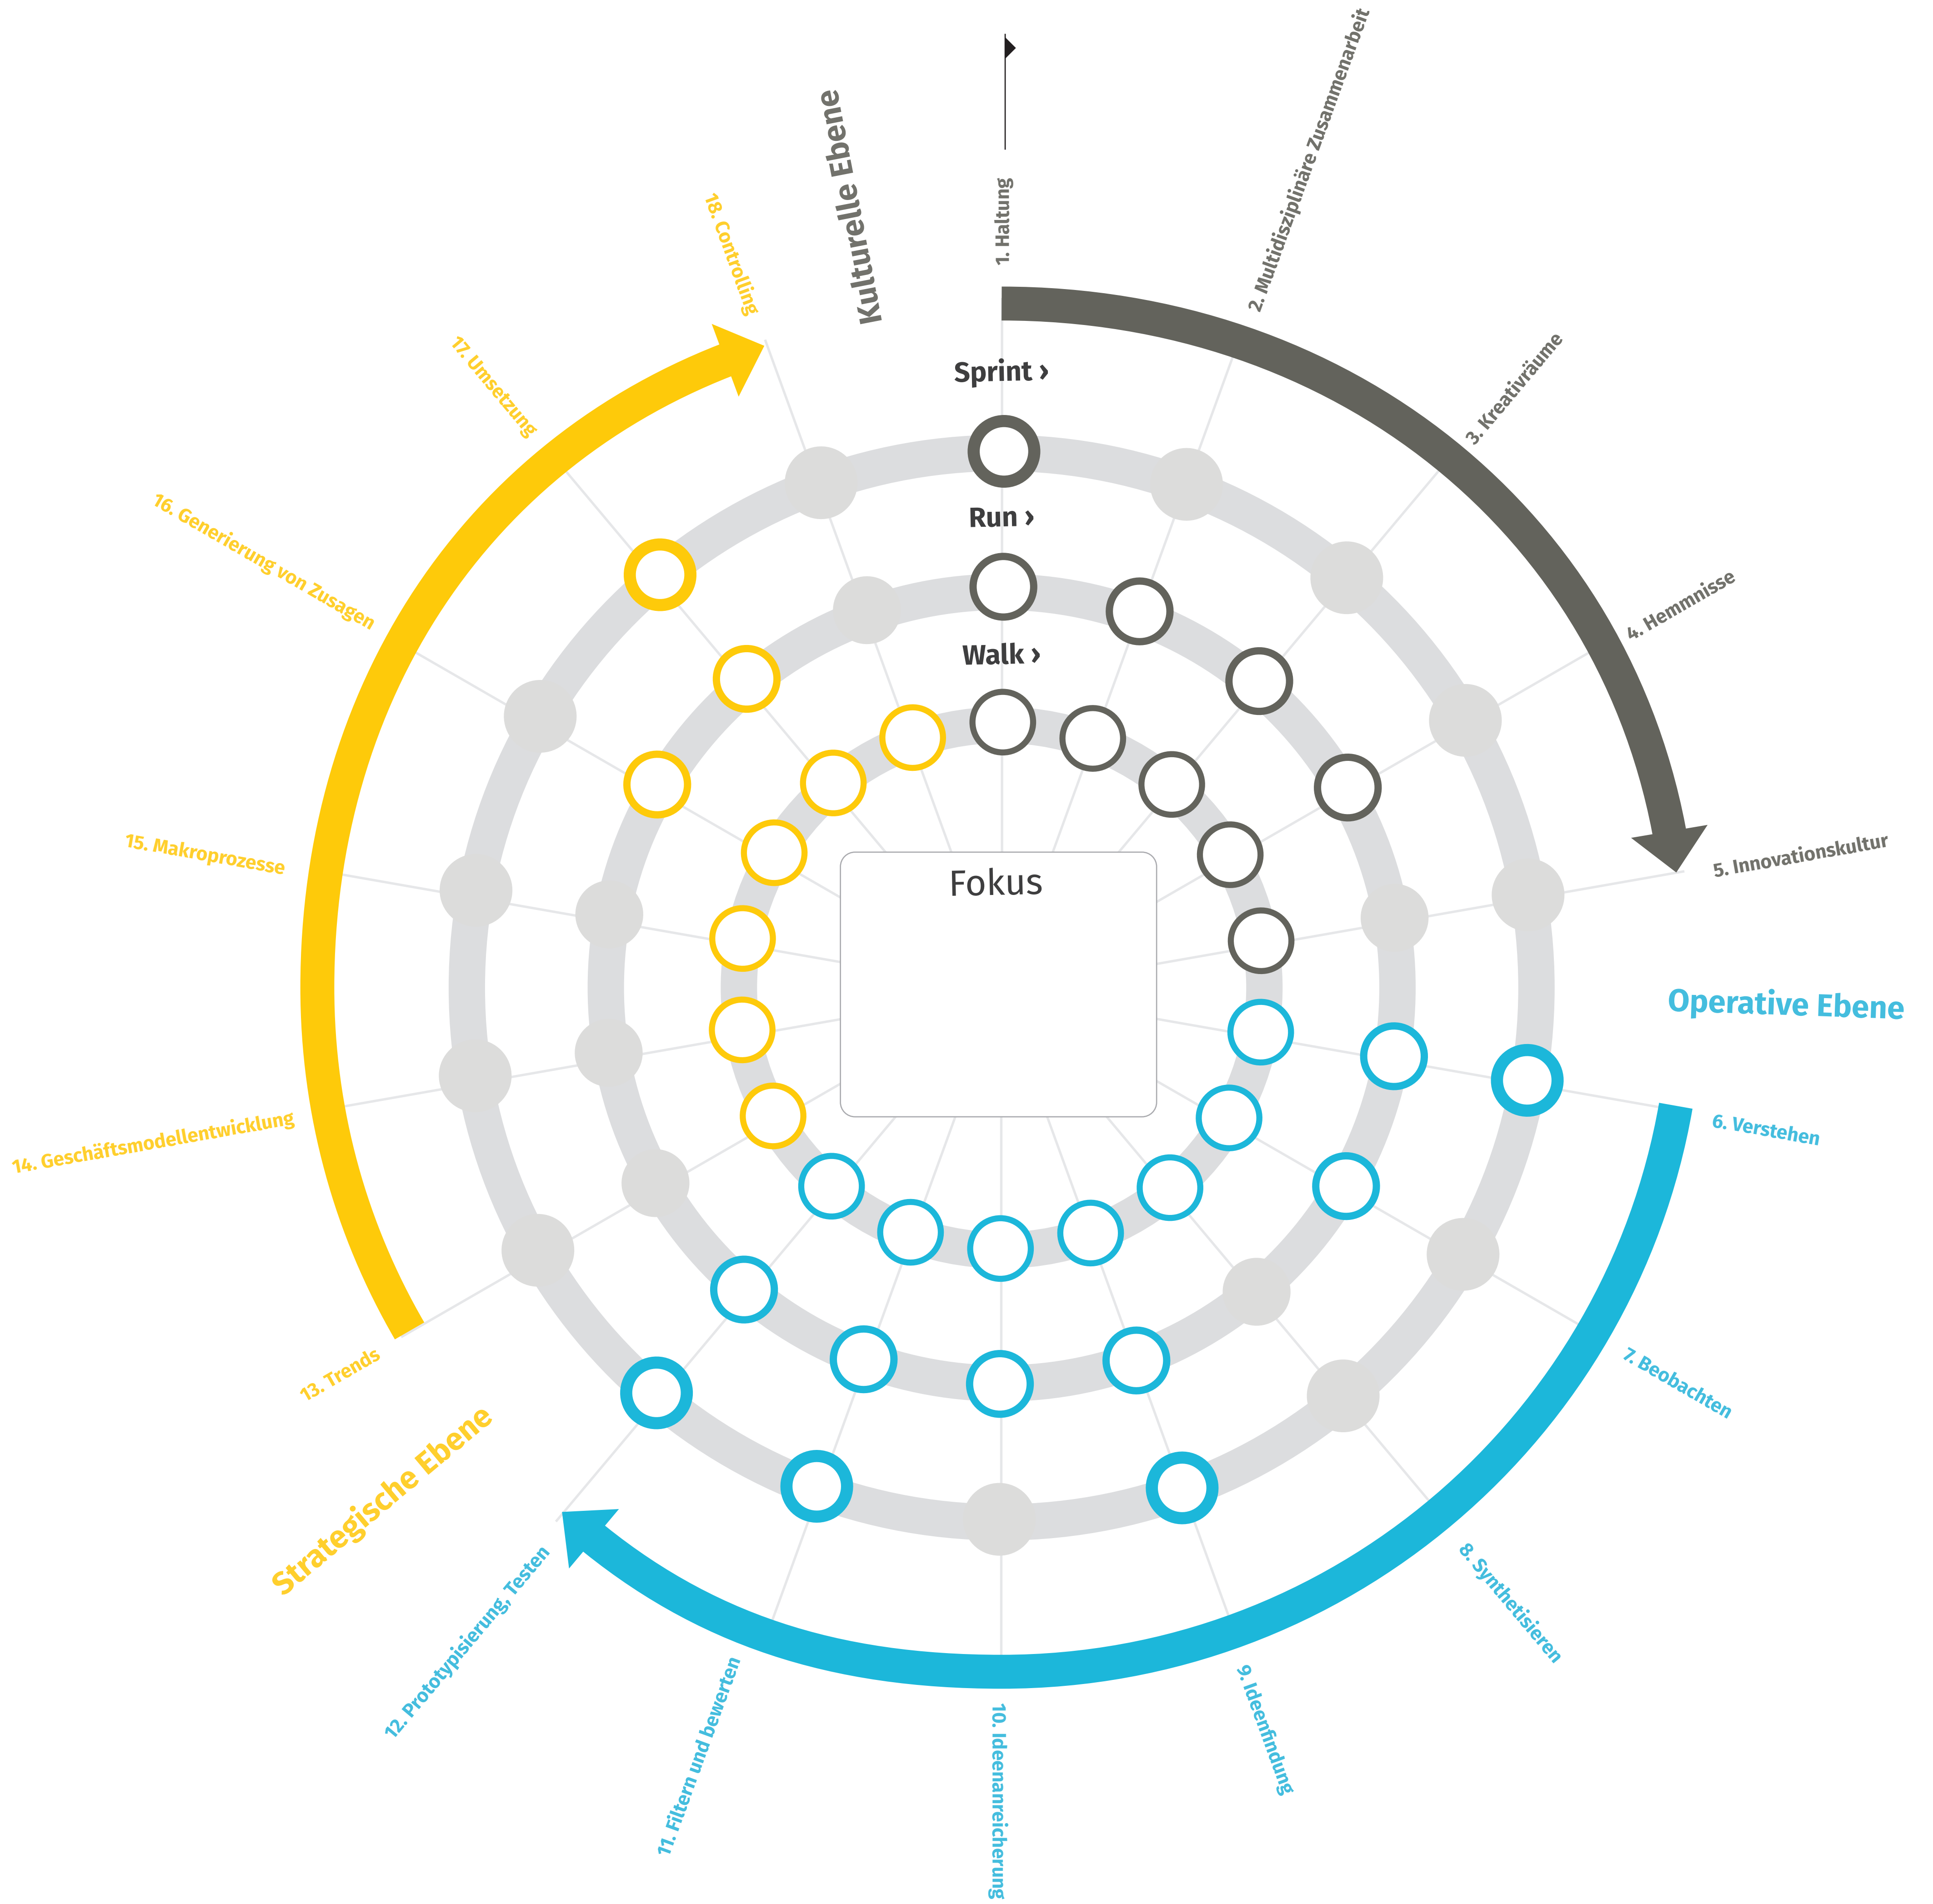 Kulturelle Ebene
1. Haltung
2. Multidisziplinäre Zusammenarbeit
3. Kreativräume
4. Hemmnisse
5. Innovationskultur
Operative Ebene
6. Verstehen
7. Beobachten
8. Synthetisieren
9. Ideenfindung
10. Ideenanreicherung
11. Filtern und bewerten
12. Prototypisierung, Testen
Strategische Ebene
13. Trends
14. Geschäftsmodellentwicklung
15. Makroprozesse
16. Generierung von Zusagen
17. Umsetzung
18. Controlling
Sprint ›
Run ›
Walk ›
Fokus